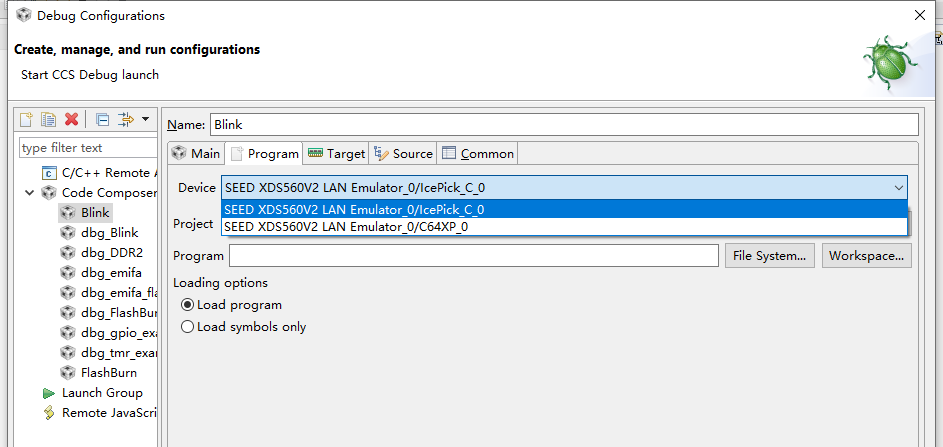 Debug Configurations
Create, manage, and run configurations
Start CCS Debug launch
Name: Blink
type filter text
Main Program Target Source Common
C/C++ Remote A
Device SEED XDS560V2 LAN Emulator_0/IcePick_C_0
Code Composer
SEED XDS560V2 LAN Emulator_0/IcePick_C_0
Blink
Project SEED XDS560V2 LAN Emulator_0/C64XP_0
dbg_Blink
dbg_DDR2
Program File System... Workspace...
dbg_emifa
Loading options
dbg_emifa_fla
Load program
dbg_FlashBurn
Load symbols only
dbg_gpio_exa
dbg_tmr_exar
FlashBurn
Launch Group
Remote JavaScri